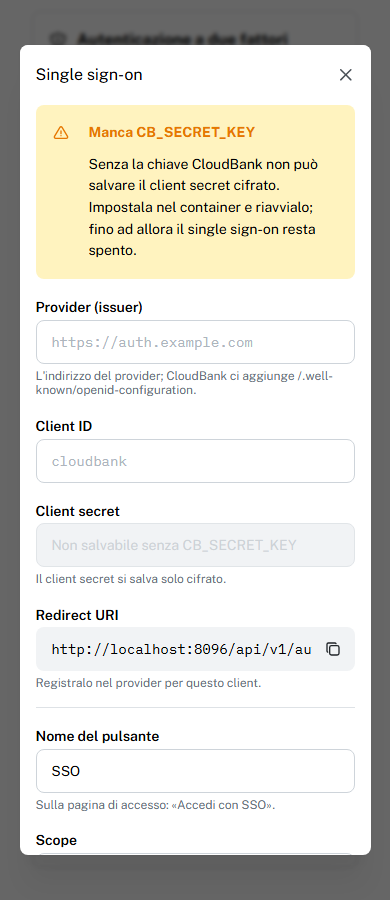 Autenticazione a due fattori
Single sign-on
Manca CB_SECRET_KEY
Senza la chiave CloudBank non può
salvare il client secret cifrato.
Impostala nel container e riavvialo;
fino ad allora il single sign-on resta
spento.
Provider (issuer)
https://auth.example.com
L'indirizzo del provider; CloudBank ci aggiunge /.well-
known/openid-configuration.
Client ID
cloudbank
Client secret
Non salvabile senza CB_SECRET_KEY
Il client secret si salva solo cifrato.
Redirect URI
http://localhost:8096/api/v1/au
Registralo nel provider per questo client.
Nome del pulsante
SSO
Sulla pagina di accesso: «Accedi con SSO».
Scope